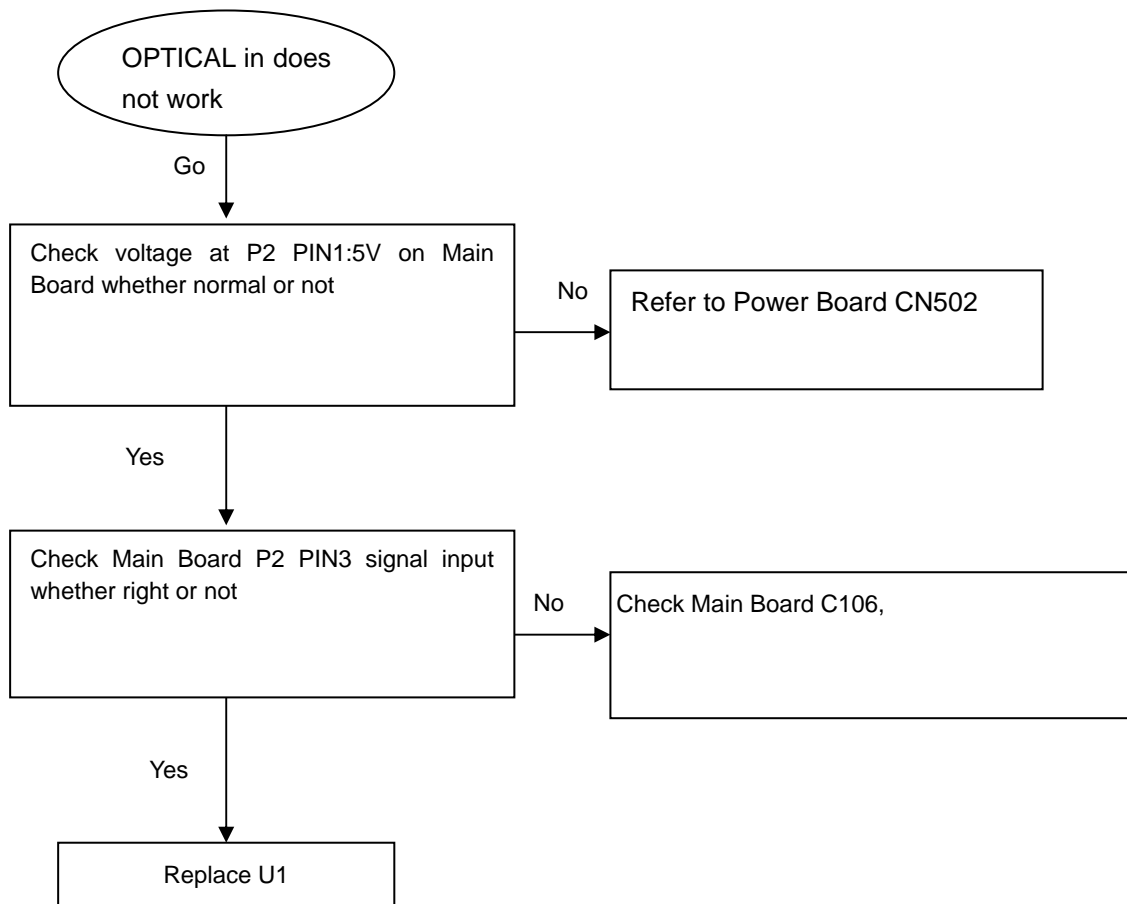 OPTICAL in does
not work
Go
Check voltage at P2 PIN1:5V on Main
Board whether normal or not
No
Refer to Power Board CN502
Yes
Check Main Board P2 PIN3 signal input
whether right or not
No
Check Main Board C106,
Yes
Replace U1